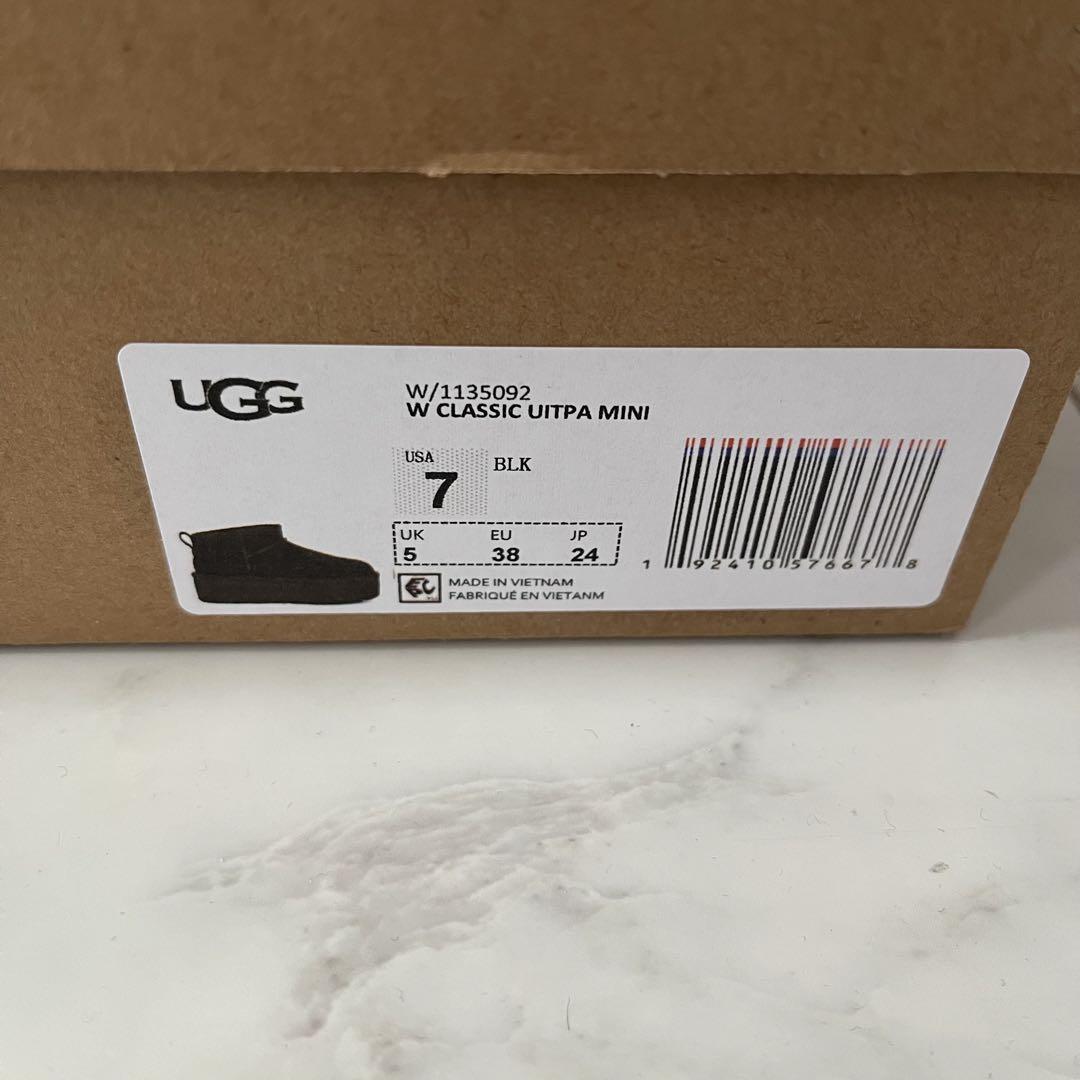 UGG
W/1135092
W CLASSIC UITPA MINI
USA
7
BLK
UK EU JP
5 38 24
MADE IN VIETNAM
FABRIQUÉ EN VIETANM
1 92410 57667 8